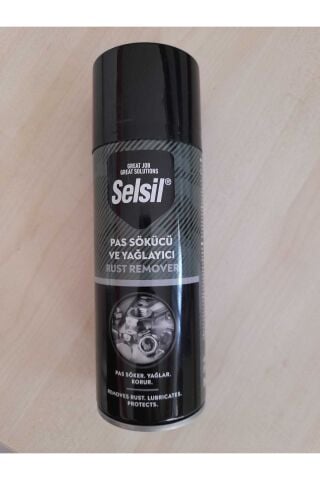 GREAT JOB
GREAT SOLUTIONS
Selsil®
PAS SÖKÜCÜ
VE YAĞLAYICI
RUST REMOVER
PAS SÖKER. YAĞLAR.
KORUR.
REMOVES RUST. LUBRICATES.
PROTECTS.